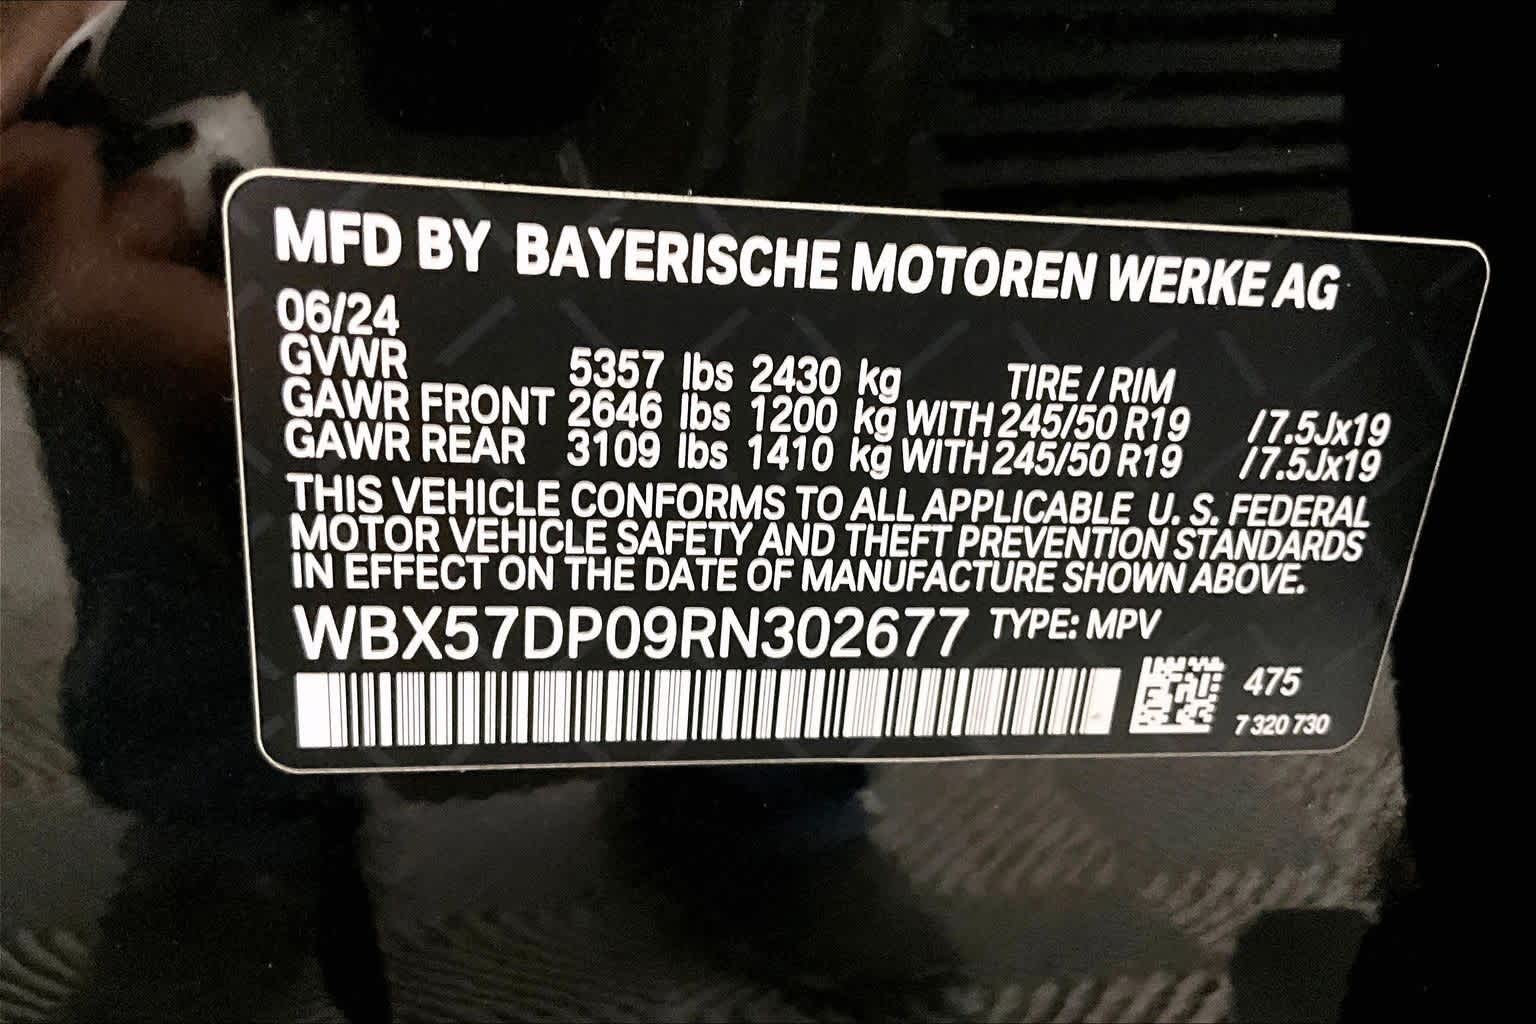 MFD BY BAYERISCHE MOTOREN WERKE AG
06/24
GVWR 5357 lbs 2430 kg TIRE / RIM
GAWR FRONT 2646 lbs 1200 kg WITH 245/50 R19 /7.5Jx19
GAWR REAR 3109 lbs 1410 kg WITH 245/50 R19 /7.5Jx19
THIS VEHICLE CONFORMS TO ALL APPLICABLE U. S. FEDERAL
MOTOR VEHICLE SAFETY AND THEFT PREVENTION STANDARDS
IN EFFECT ON THE DATE OF MANUFACTURE SHOWN ABOVE.
WBX57DP09RN302677 TYPE: MPV
475
7 320 730